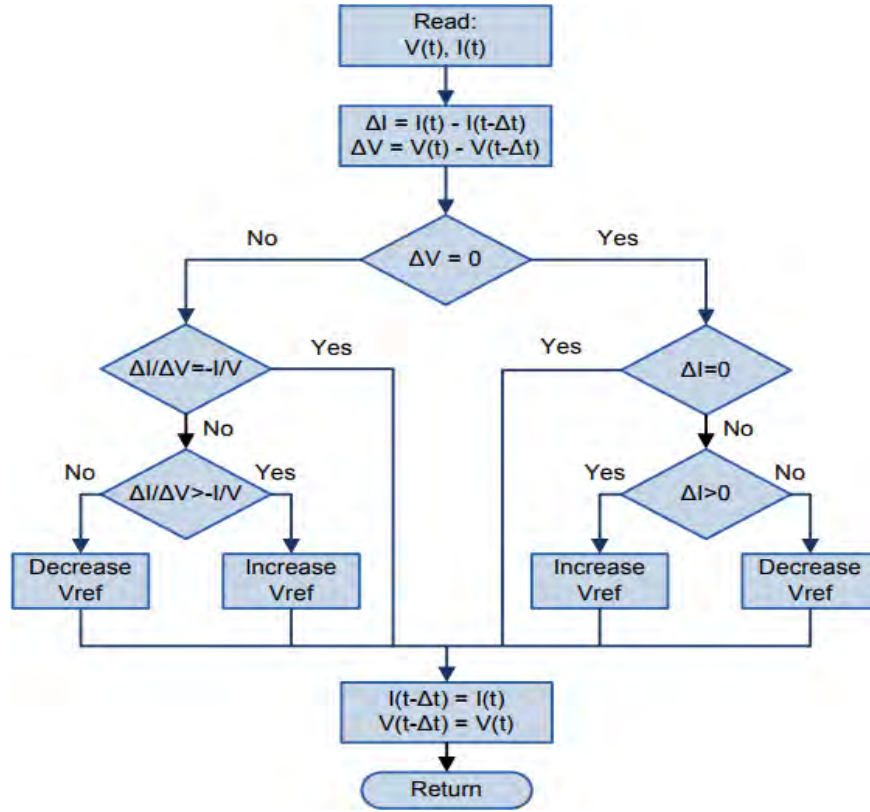 Read:
V(t), I(t)
ΔI = I(t) - I(t-Δt)
ΔV = V(t) - V(t-Δt)
No
Yes
ΔV = 0
ΔI/ΔV=-I/V
Yes
Yes
ΔI=0
No
No
No
ΔI/ΔV>-I/V
Yes
Yes
ΔI>0
No
Decrease
Vref
Increase
Vref
Increase
Vref
Decrease
Vref
I(t-Δt) = I(t)
V(t-Δt) = V(t)
Return